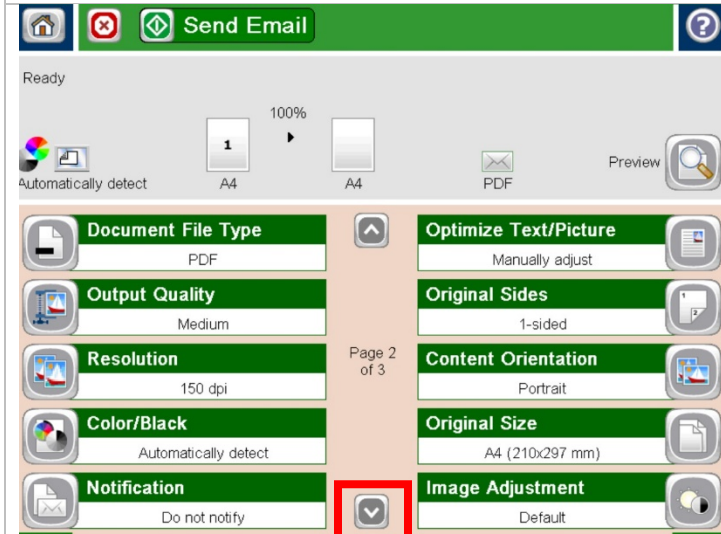 Send Email
?
Ready
100%
1
Automatically detect
A4
A4
PDF
Preview
Document File Type
PDF
Optimize Text/Picture
Manually adjust
Output Quality
Medium
Original Sides
1-sided
1
2
Resolution
150 dpi
Page 2
of 3
Content Orientation
Portrait
Color/Black
Automatically detect
Original Size
A4 (210x297 mm)
Notification
Do not notify
Image Adjustment
Default